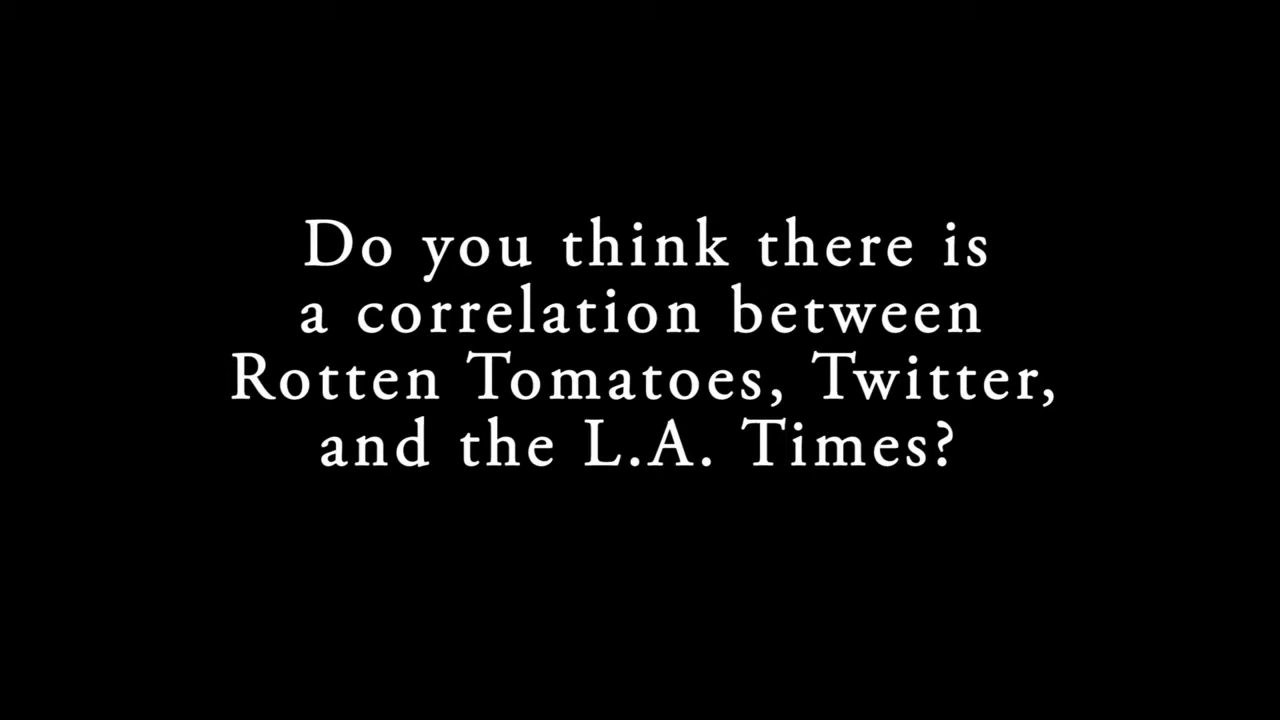 Do you think there is
a correlation between
Rotten Tomatoes, Twitter,
and the L.A. Times?